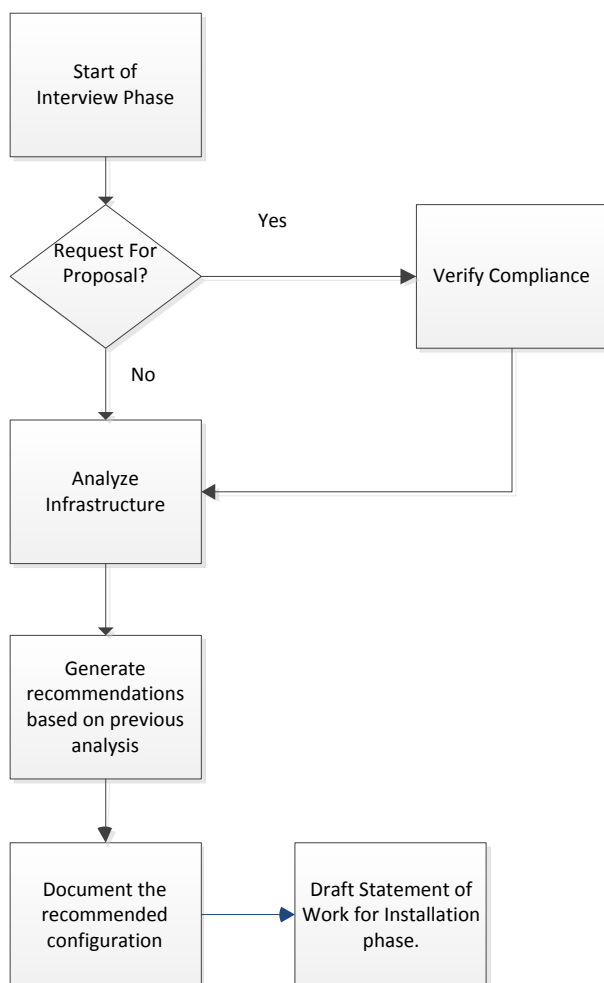 Start of
Interview Phase
Yes
Request For
Proposal?
Verify Compliance
No
Analyze
Infrastructure
Generate
recommendations
based on previous
analysis
Document the
recommended
configuration
Draft Statement of
Work for Installation
phase.